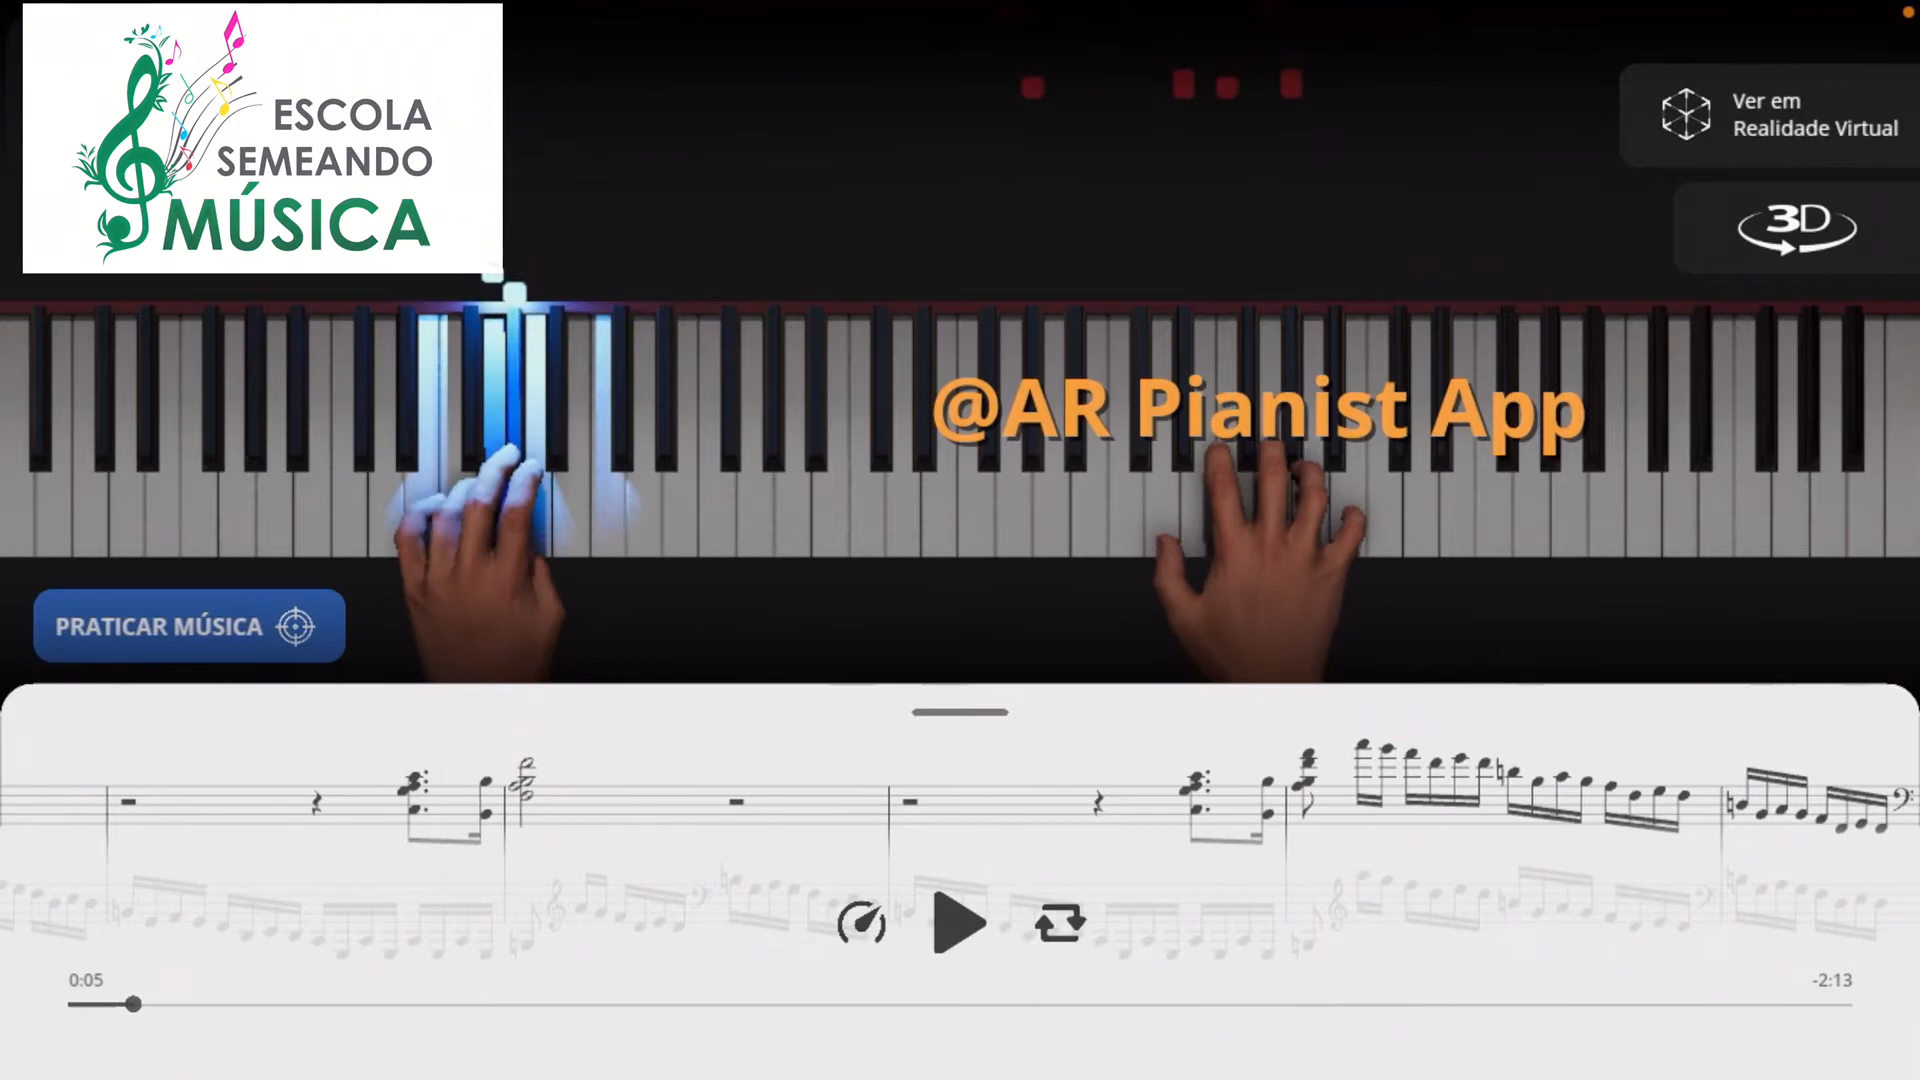 ESCOLA
SEMEANDO
MÚSICA
Ver em
Realidade Virtual
3D
@AR Pianist App
PRATICAR MÚSICA
0:05
-2:13